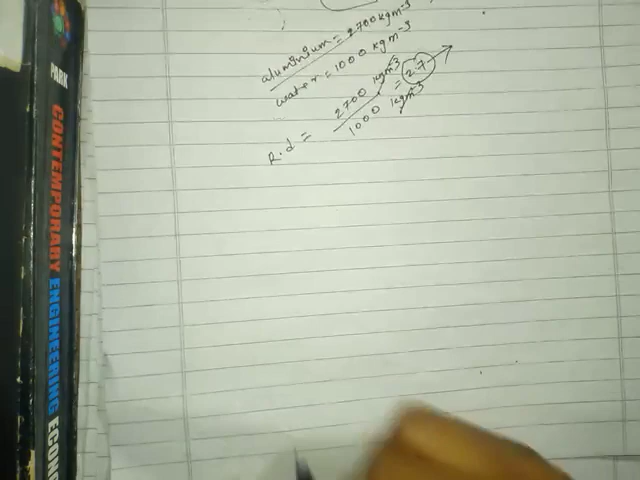 aluminium = 2700 kgm⁻³
water = 1000 kgm⁻³
R.d = 2700 kgm⁻³ / 1000 kgm⁻³ = 2.7 →
PARK
CONTEMPORARY ENGINEERING ECONO